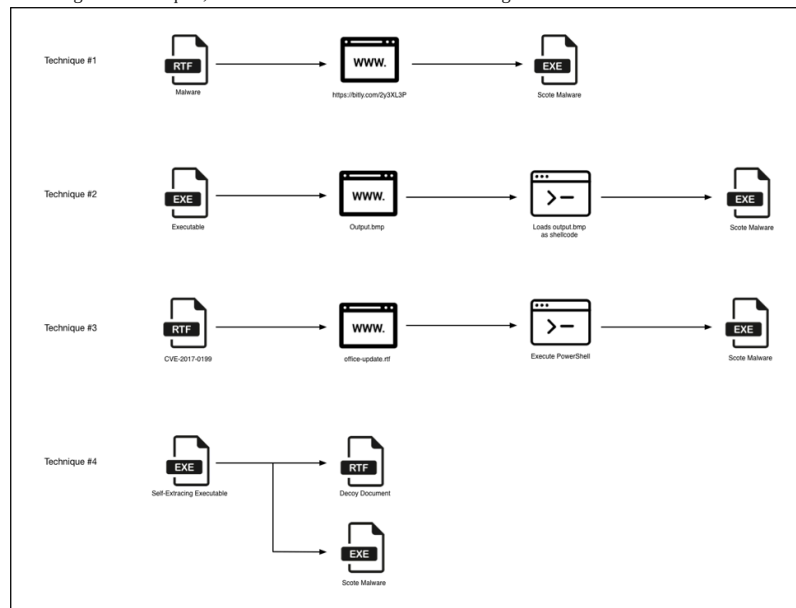 Technique #1
RTF
WWW.
EXE
Malware
https://bitly.com/2y3XL3P
Scote Malware
Technique #2
EXE
WWW.
EXE
Executable
Output.bmp
Loads output.bmp
as shellcode
Scote Malware
Technique #3
RTF
WWW.
EXE
CVE-2017-0199
office-update.rtf
Execute PowerShell
Scote Malware
Technique #4
EXE
RTF
Self-Extracing Executable
Decoy Document
EXE
Scote Malware